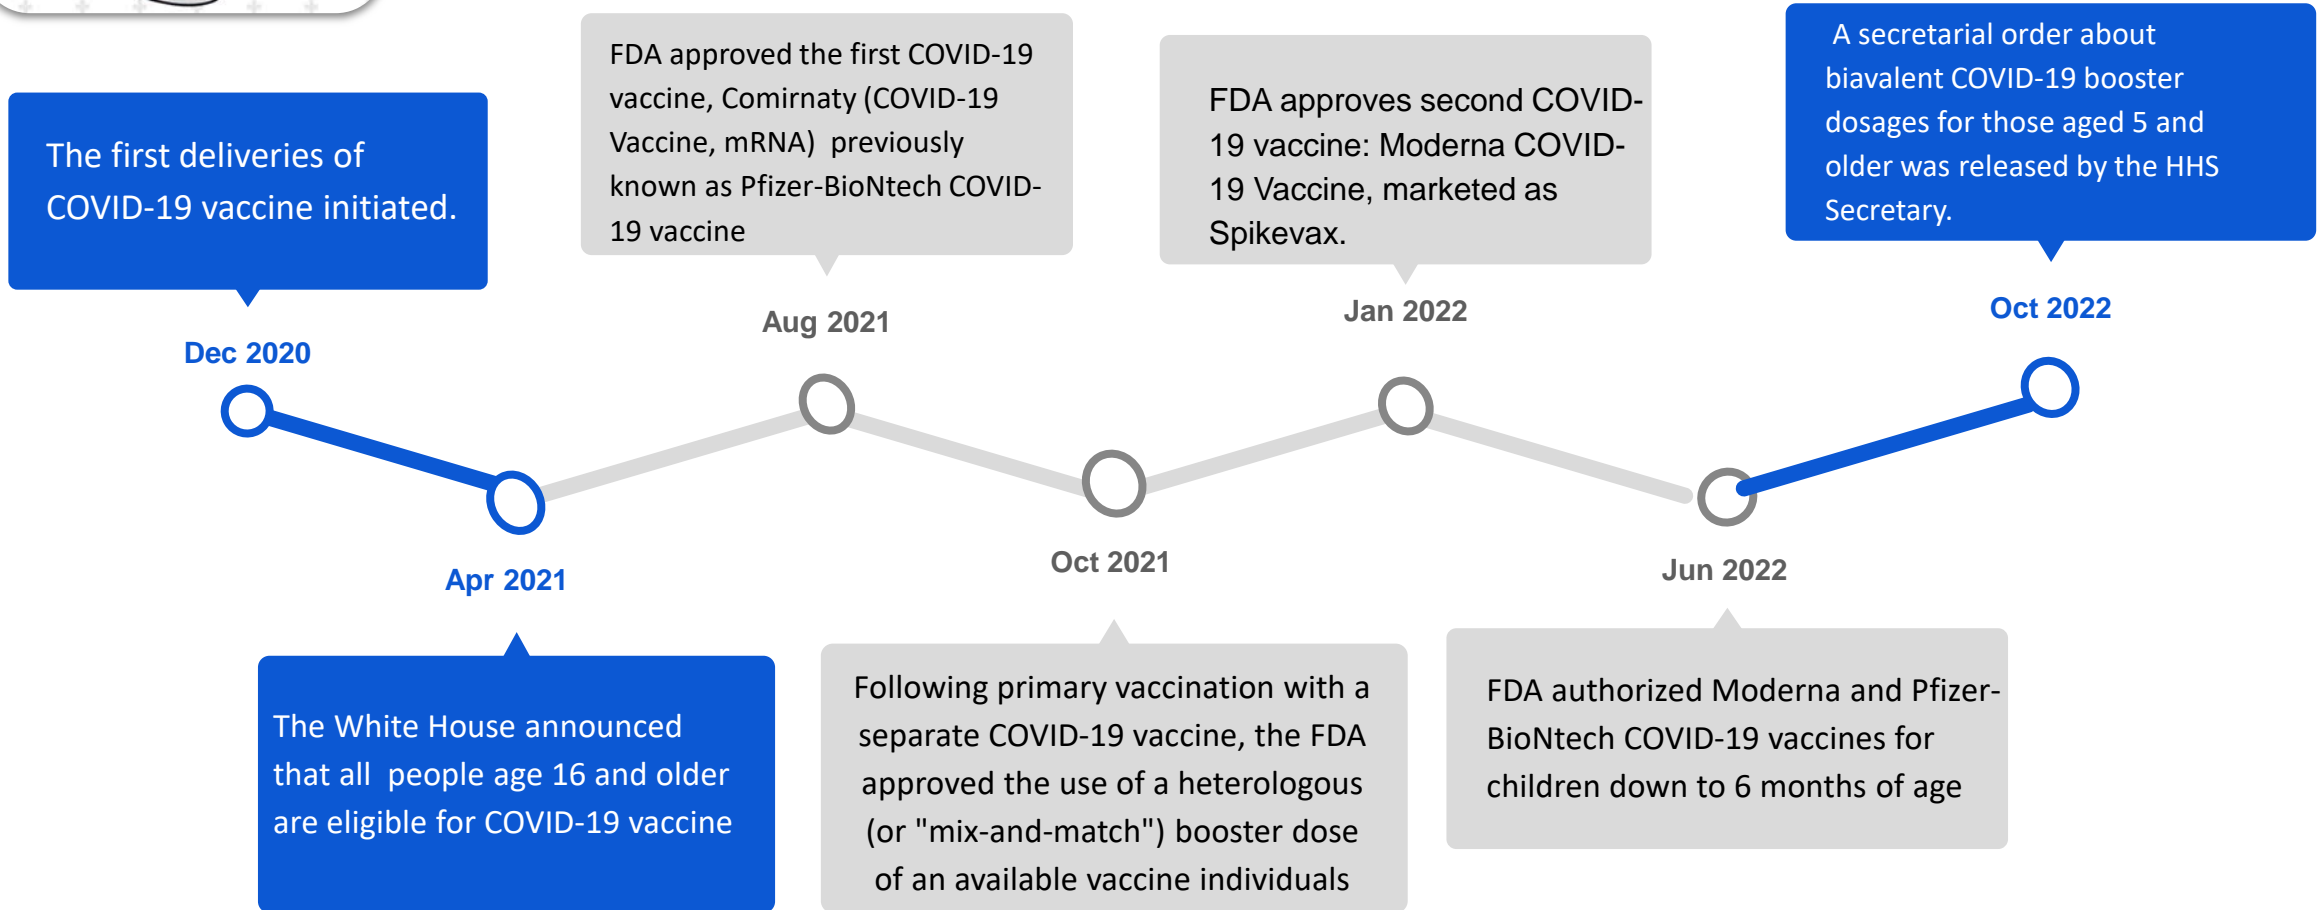 The first deliveries of
COVID-19 vaccine initiated.
Dec 2020
The White House announced
that all  people age 16 and older
are eligible for COVID-19 vaccine
Apr 2021
FDA approved the first COVID-19
vaccine, Comirnaty (COVID-19
Vaccine, mRNA)  previously
known as Pfizer-BioNtech COVID-
19 vaccine
Aug 2021
Oct 2021
Following primary vaccination with a
separate COVID-19 vaccine, the FDA
approved the use of a heterologous
(or "mix-and-match") booster dose
of an available vaccine individuals
FDA approves second COVID-
19 vaccine: Moderna COVID-
19 Vaccine, marketed as
Spikevax.
Jan 2022
Jun 2022
FDA authorized Moderna and Pfizer-
BioNtech COVID-19 vaccines for
children down to 6 months of age
A secretarial order about
biavalent COVID-19 booster
dosages for those aged 5 and
older was released by the HHS
Secretary.
Oct 2022